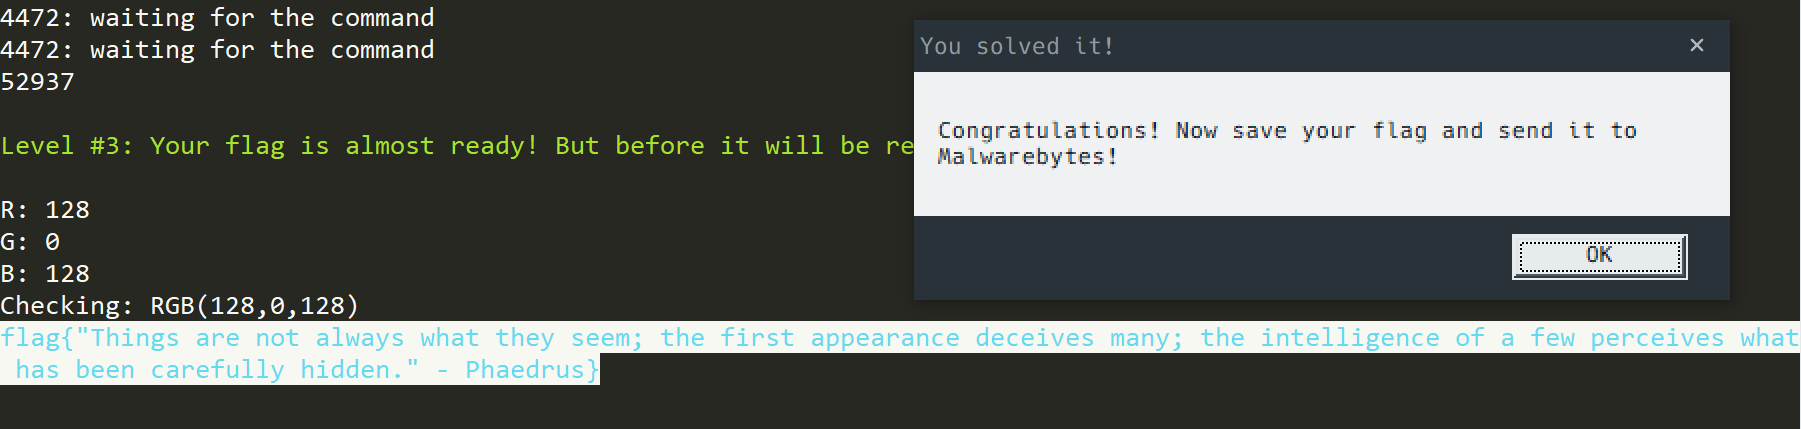 4472: waiting for the command
4472: waiting for the command
52937
Level #3: Your flag is almost ready! But before it will be re
R: 128
G: 0
B: 128
Checking: RGB(128,0,128)
flag{"Things are not always what they seem; the first appearance deceives many; the intelligence of a few perceives what
has been carefully hidden." - Phaedrus}
You solved it!
×
Congratulations! Now save your flag and send it to
Malwarebytes!
OK